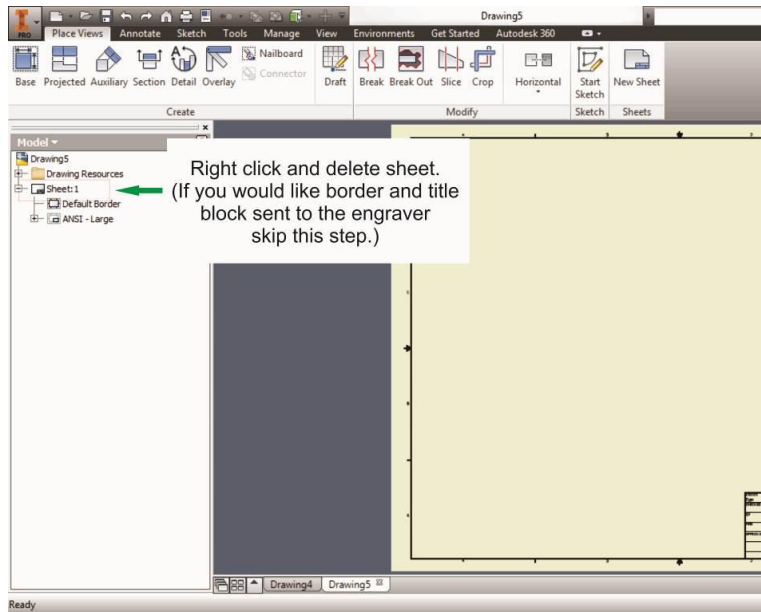 Drawing5
PRO
Place Views Annotate Sketch Tools Manage View Environments Get Started Autodesk 360
Base Projected Auxiliary Section Detail Overlay
Nailboard
Connector
Draft Break Break Out Slice Crop Horizontal
Start Sketch
New Sheet
Create Modify Sketch Sheets
Model
Drawing5
Drawing Resources
Sheet:1
Default Border
ANSI - Large
Right click and delete sheet.
(If you would like border and title
block sent to the engraver
skip this step.)
Drawing4 Drawing5
Ready